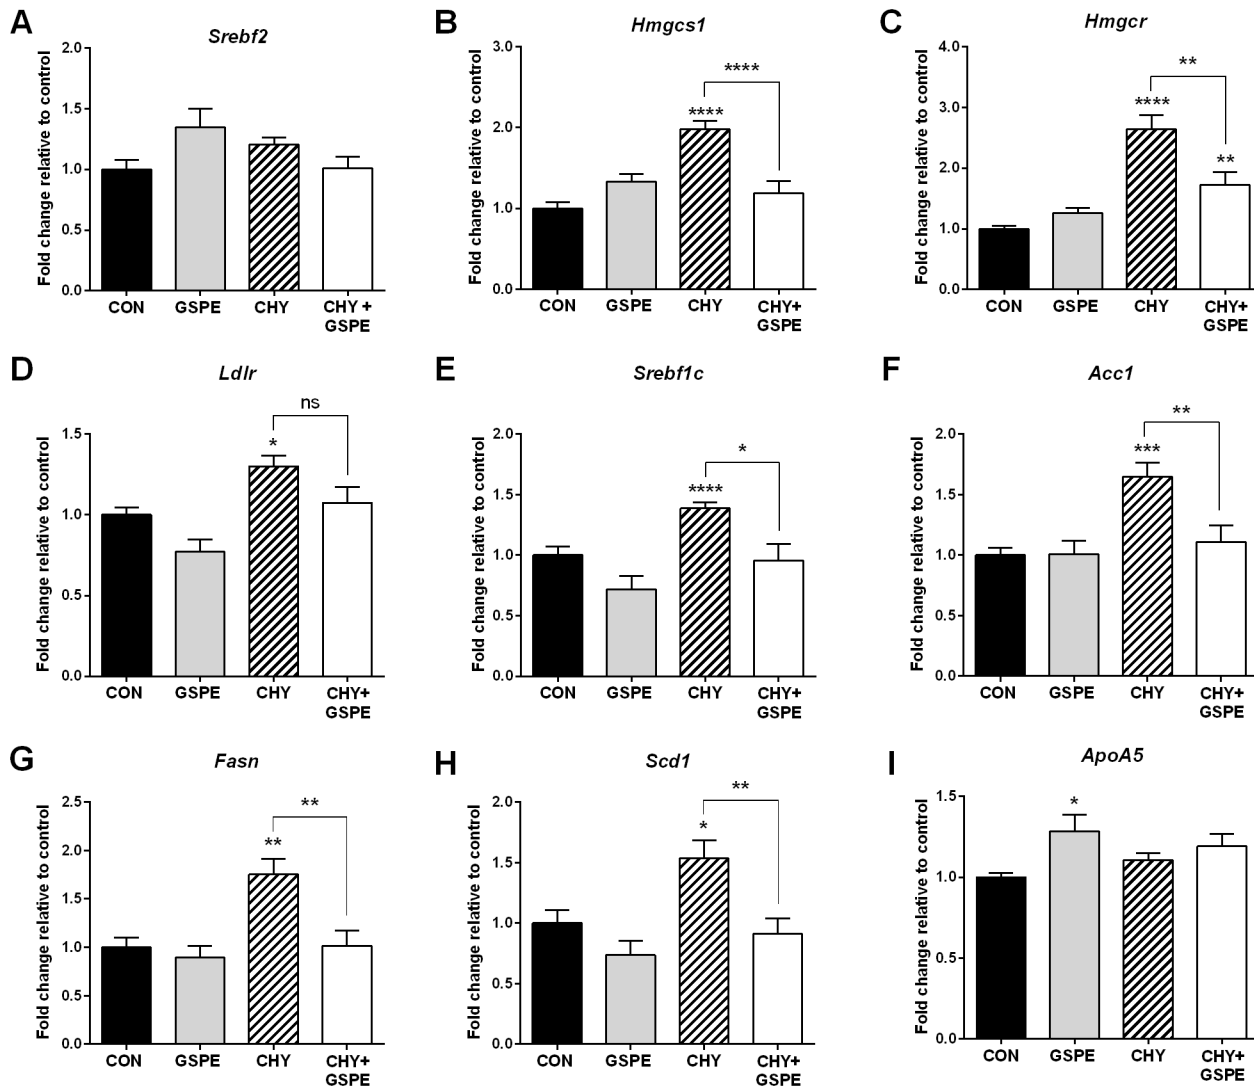 A
Srebf2
Fold change relative to control
2.0
1.5
1.0
0.5
0.0
CON GSPE CHY CHY +
GSPE
B
Hmgcs1
Fold change relative to control
3.0
2.0
1.0
0.0
****
****
CON GSPE CHY CHY+
GSPE
C
Hmgcr
Fold change relative to control
4.0
3.0
2.0
1.0
0.0
**
****
**
CON GSPE CHY CHY+
GSPE
D
Ldlr
Fold change relative to control
1.5
1.0
0.5
0.0
ns
*
CON GSPE CHY CHY+
GSPE
E
Srebf1c
Fold change relative to control
2.0
1.5
1.0
0.5
0.0
*
****
CON GSPE CHY CHY+
GSPE
F
Acc1
Fold change relative to control
2.0
1.5
1.0
0.5
0.0
**
***
CON GSPE CHY CHY+
GSPE
G
Fasn
Fold change relative to control
2.5
2.0
1.5
1.0
0.5
0.0
**
**
CON GSPE CHY CHY+
GSPE
H
Scd1
Fold change relative to control
2.0
1.5
1.0
0.5
0.0
**
*
CON GSPE CHY CHY+
GSPE
I
ApoA5
Fold change relative to control
1.5
1.0
0.5
0.0
*
CON GSPE CHY CHY+
GSPE